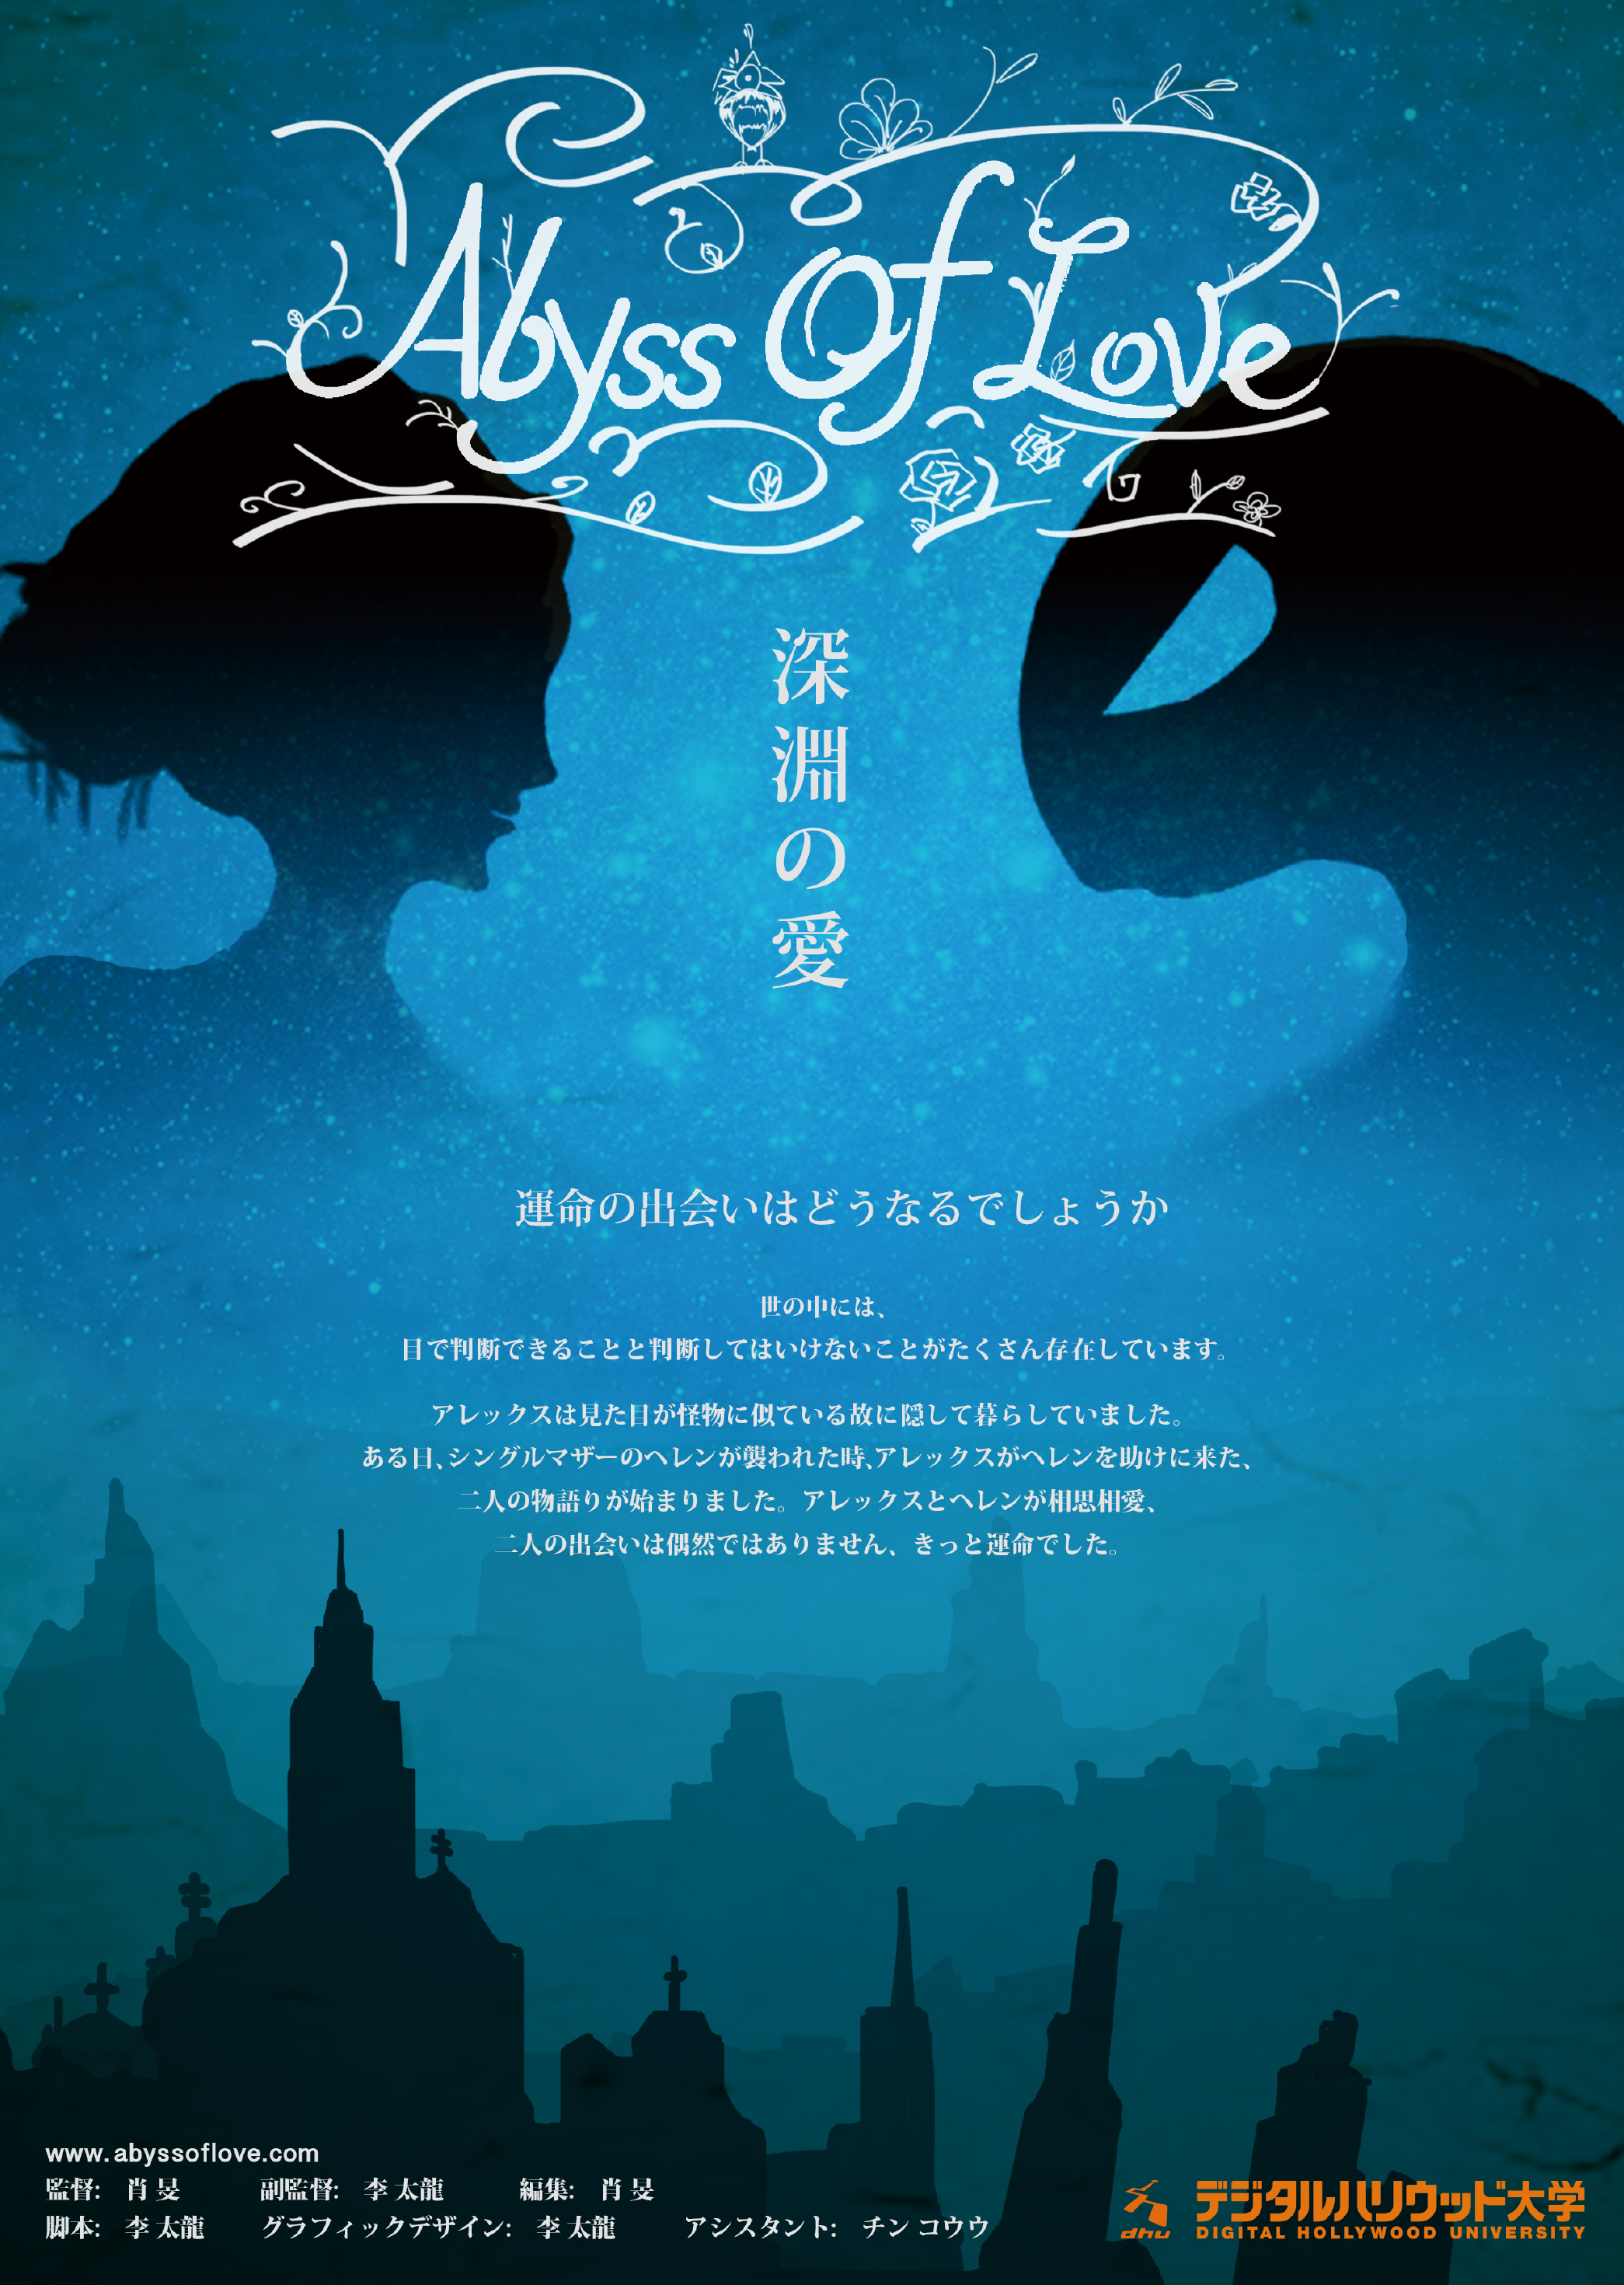 Abyss Of Love
深淵の愛
運命の出会いはどうなるでしょうか
世の中には、
目で判断できることと判断してはいけないことがたくさん存在しています。
アレックスは見た目が怪物に似ている故に隠して暮らしていました。
ある日、シングルマザーのヘレンが襲われた時、アレックスがヘレンを助けに来た、
二人の物語りが始まりました。アレックスとヘレンが相思相愛、
二人の出会いは偶然ではありません、きっと運命でした。
www.abyssoflove.com
監督: 肖 旻 副監督: 李 太龍 編集: 肖 旻
脚本: 李 太龍 グラフィックデザイン: 李 太龍 アシスタント: チン コウウ
dhu
デジタルハリウッド大学
DIGITAL HOLLYWOOD UNIVERSITY